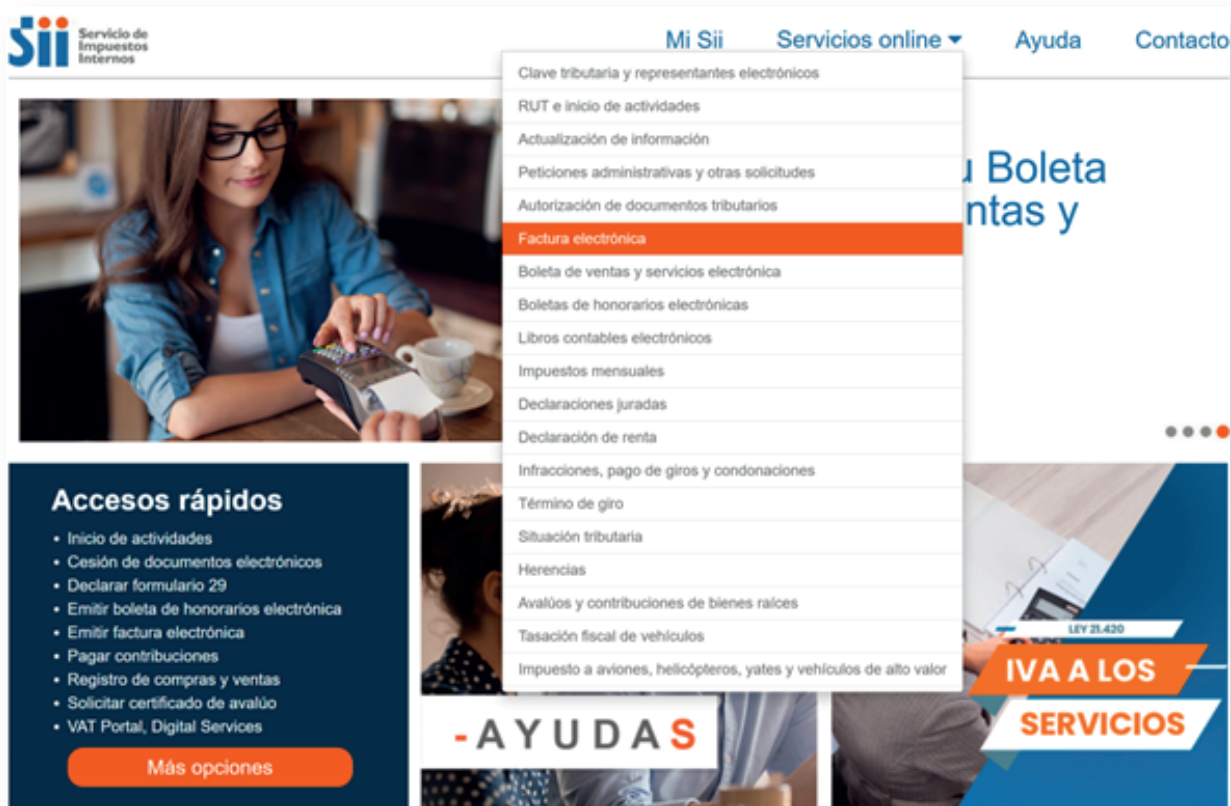 Sii Servicio de
Impuestos
Internos
Mi Sii Servicios online Ayuda Contacto
Clave tributaria y representantes electrónicos
RUT e inicio de actividades
Actualización de información
Peticiones administrativas y otras solicitudes
Autorización de documentos tributarios
Factura electrónica
Boleta de ventas y servicios electrónica
Boletas de honorarios electrónicas
Libros contables electrónicos
Impuestos mensuales
Declaraciones juradas
Declaración de renta
Infracciones, pago de giros y condonaciones
Término de giro
Situación tributaria
Herencias
Avalúos y contribuciones de bienes raíces
Tasación fiscal de vehículos
Impuesto a aviones, helicópteros, yates y vehículos de alto valor
u Boleta
ntas y
Accesos rápidos
• Inicio de actividades
• Cesión de documentos electrónicos
• Declarar formulario 29
• Emitir boleta de honorarios electrónica
• Emitir factura electrónica
• Pagar contribuciones
• Registro de compras y ventas
• Solicitar certificado de avalúo
• VAT Portal, Digital Services
Más opciones
-AYUDAS
LEY 21.420
IVA A LOS
SERVICIOS